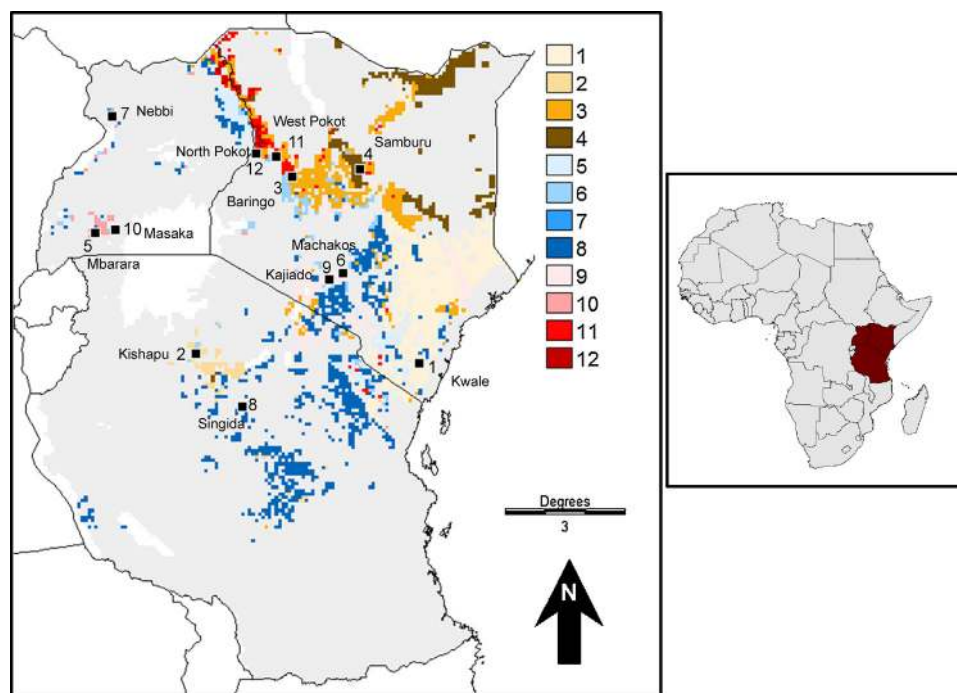 7 Nebbi
West Pokot
Samburu
North Pokot
11
12
4
3
Baringo
10 Masaka
5
Mbarara
Machakos
Kajiado
6
9
Kishapu
2
1
Kwale
8
Singida
1
2
3
4
5
6
7
8
9
10
11
12
Degrees
3
N